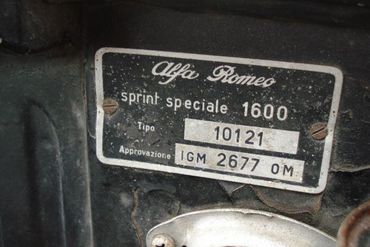 Alfa Romeo
sprint speciale 1600
Tipo 10121
Approvazione IGM 2677 OM